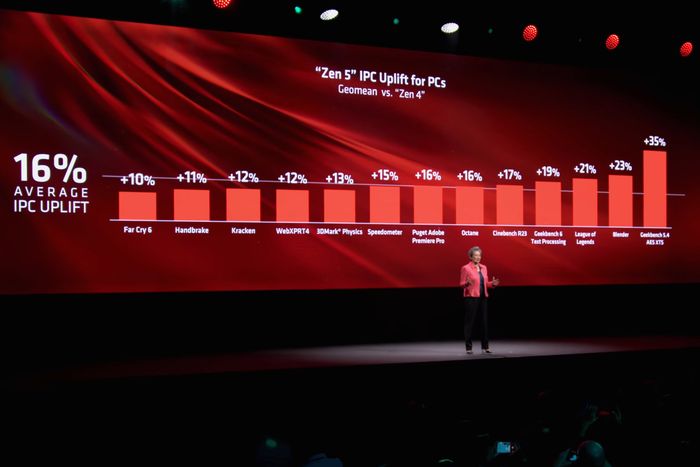 “Zen 5” IPC Uplift for PCs
Geomean vs. “Zen 4”
16%
AVERAGE
IPC UPLIFT
+10%
+11%
+12%
+12%
+13%
+15%
+16%
+16%
+17%
+19%
+21%
+23%
+35%
Far Cry 6
Handbrake
Kracken
WebXPRT4
3DMark® Physics
Speedometer
Puget Adobe
Premiere Pro
Octane
Cinebench R23
Geekbench 6
Text Processing
League of
Legends
Blender
Geekbench 5.4
AES XTS